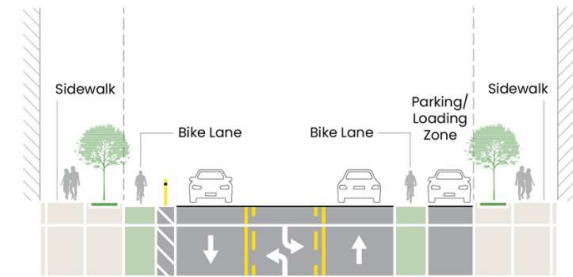 Sidewalk
Bike Lane
Bike Lane
Parking/
Loading
Zone
Sidewalk